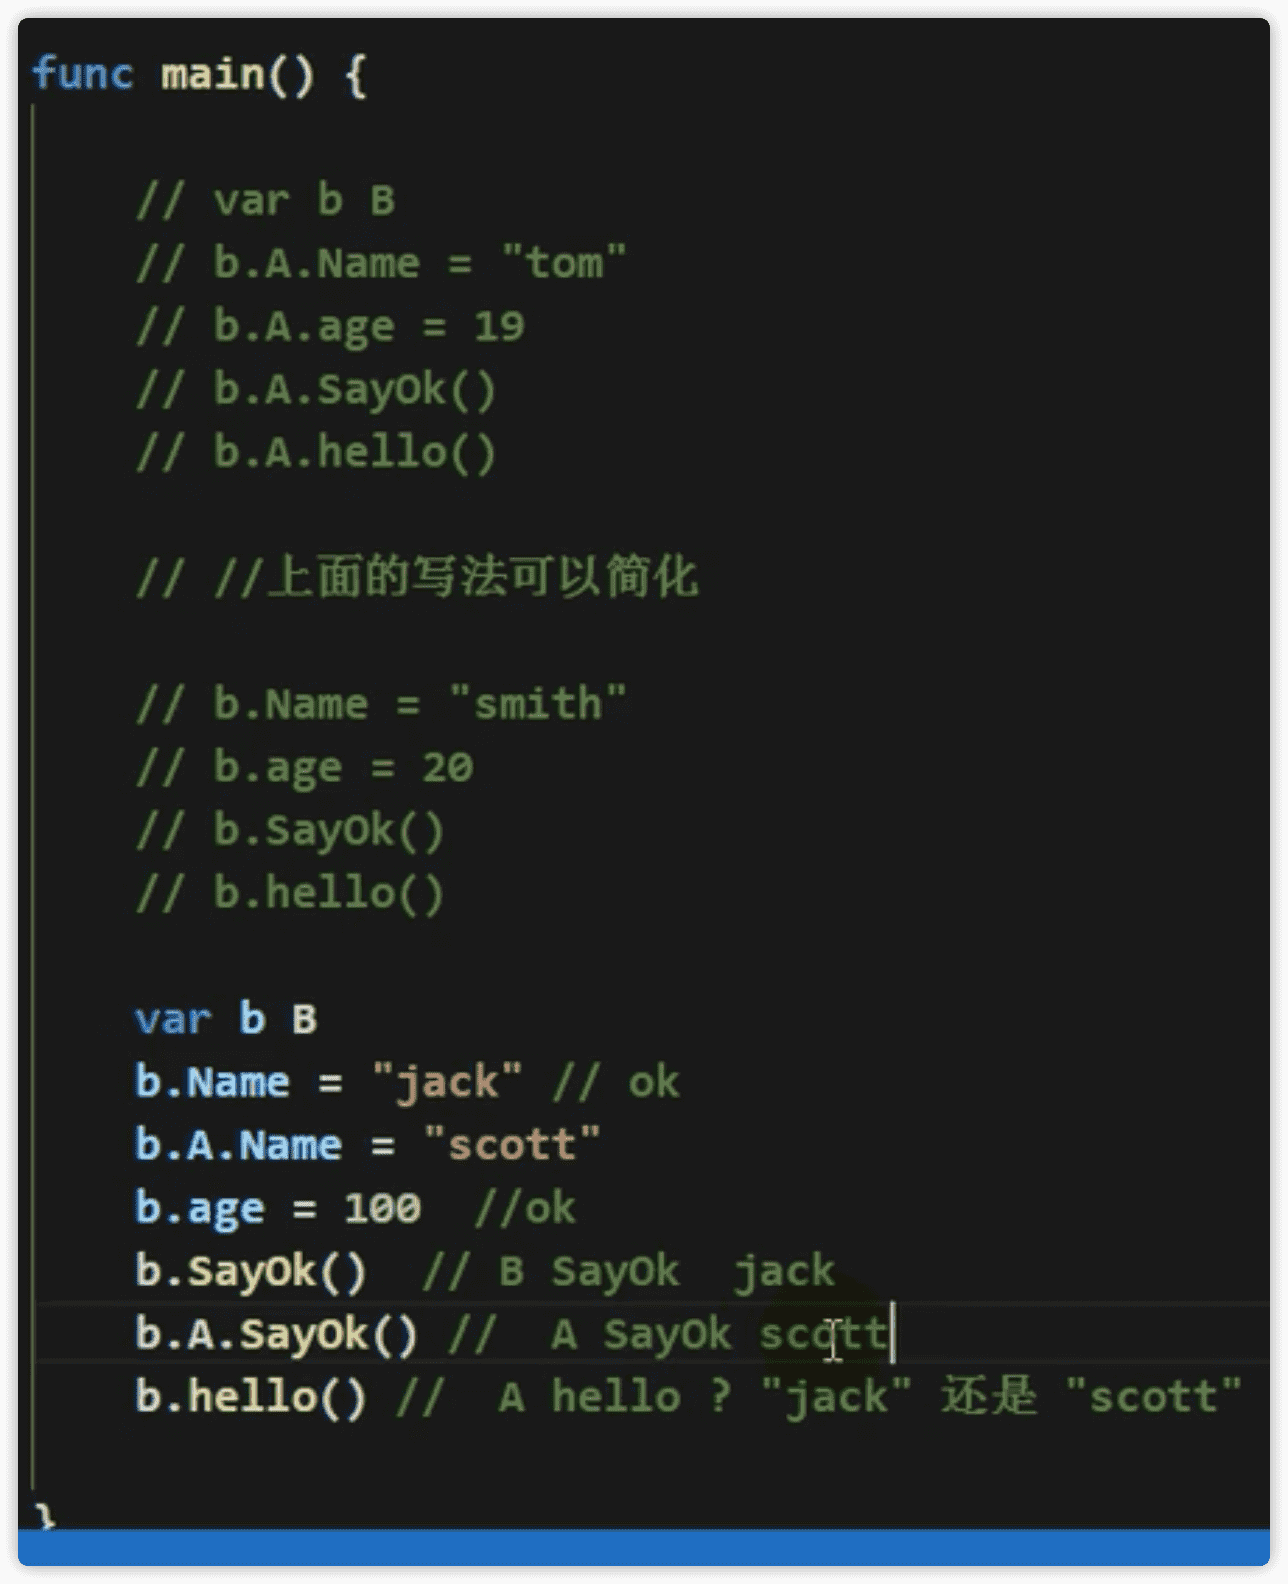 func main() {
// var b B
// b.A.Name = "tom"
// b.A.age = 19
// b.A.SayOk()
// b.A.hello()
// //上面的写法可以简化
// b.Name = "smith"
// b.age = 20
// b.SayOk()
// b.hello()
var b B
b.Name = "jack" // ok
b.A.Name = "scott"
b.age = 100  //ok
b.SayOk()  // B SayOk  jack
b.A.SayOk() //  A SayOk scott
b.hello() //  A hello ? "jack" 还是 "scott"
}